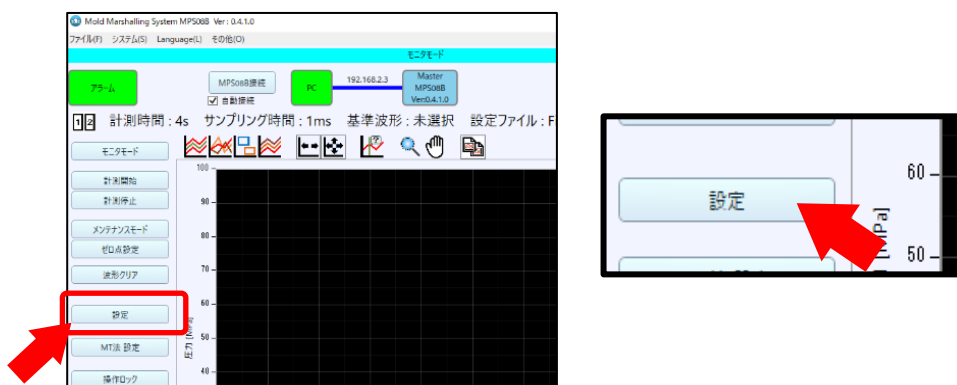 Mold Marshalling System MPS08B Ver : 0.4.1.0
ファイル(F) システム(S) Language(L) その他(O)
モニタモード
アラーム
MPS08B接続
自動接続
PC
192.168.2.3
Master
MPS08B
Ver:0.4.1.0
1 2 計測時間 : 4s サンプリング時間 : 1ms 基準波形 : 未選択 設定ファイル : F
モニタモード
計測開始
計測停止
メンテナンスモード
ゼロ点設定
波形クリア
設定
MT法 設定
操作ロック
100
90
80
70
60
50
40
圧力 [MPa]
設定
60
50
[MPa]